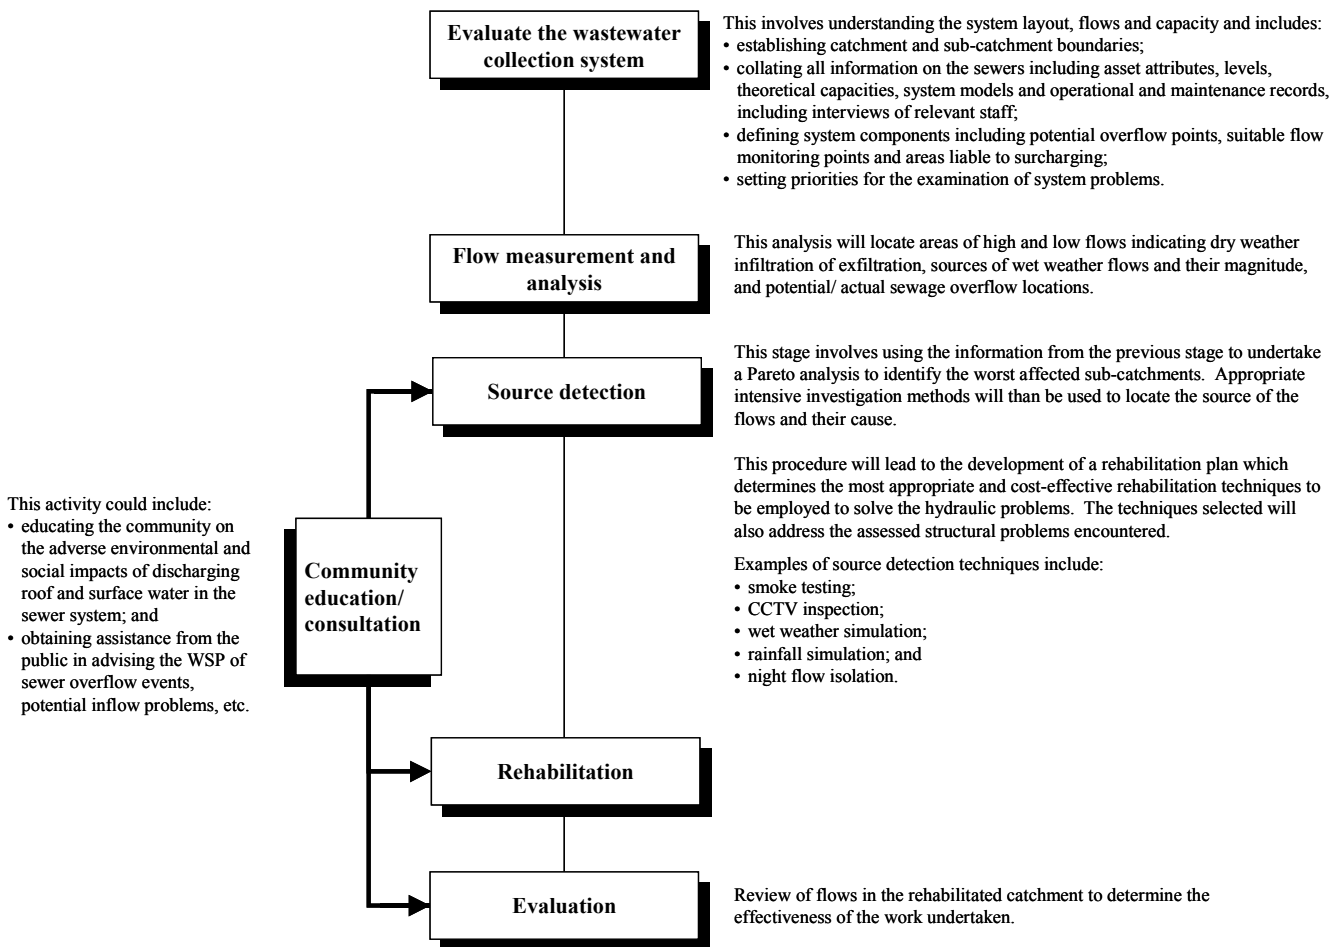 Evaluate the wastewater
collection system
This involves understanding the system layout, flows and capacity and includes:
• establishing catchment and sub-catchment boundaries;
• collating all information on the sewers including asset attributes, levels,
theoretical capacities, system models and operational and maintenance records,
including interviews of relevant staff;
• defining system components including potential overflow points, suitable flow
monitoring points and areas liable to surcharging;
• setting priorities for the examination of system problems.
Flow measurement and
analysis
This analysis will locate areas of high and low flows indicating dry weather
infiltration of exfiltration, sources of wet weather flows and their magnitude,
and potential/ actual sewage overflow locations.
Source detection
This stage involves using the information from the previous stage to undertake
a Pareto analysis to identify the worst affected sub-catchments. Appropriate
intensive investigation methods will than be used to locate the source of the
flows and their cause.
This procedure will lead to the development of a rehabilitation plan which
determines the most appropriate and cost-effective rehabilitation techniques to
be employed to solve the hydraulic problems. The techniques selected will
also address the assessed structural problems encountered.
Examples of source detection techniques include:
• smoke testing;
• CCTV inspection;
• wet weather simulation;
• rainfall simulation; and
• night flow isolation.
This activity could include:
• educating the community on
the adverse environmental and
social impacts of discharging
roof and surface water in the
sewer system; and
• obtaining assistance from the
public in advising the WSP of
sewer overflow events,
potential inflow problems, etc.
Community
education/
consultation
Rehabilitation
Evaluation
Review of flows in the rehabilitated catchment to determine the
effectiveness of the work undertaken.